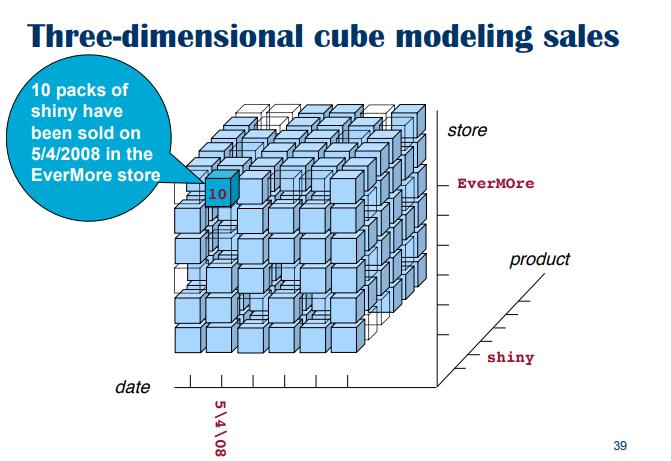 Three-dimensional cube modeling sales
10 packs of
shiny have
been sold on
5/4/2008 in the
EverMore store
10
store
EverMOre
product
shiny
date
5\4\08
39